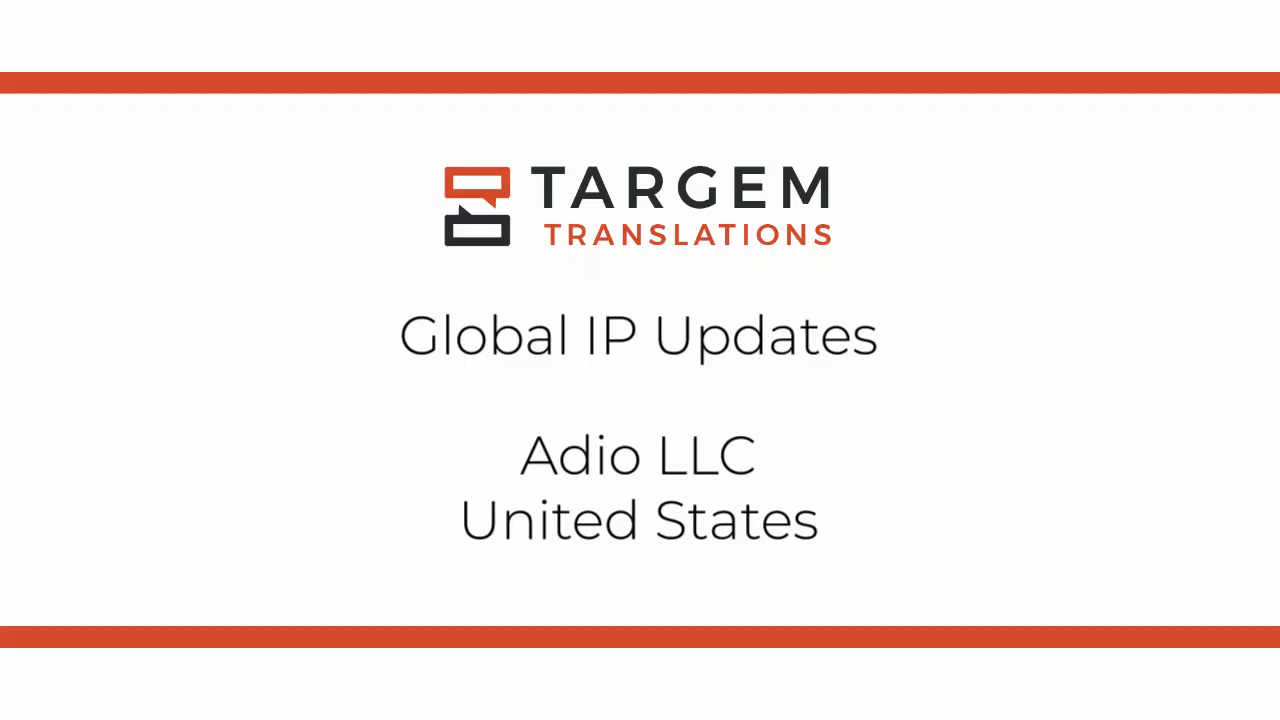 TARGEM
TRANSLATIONS
Global IP Updates
Adio LLC
United States